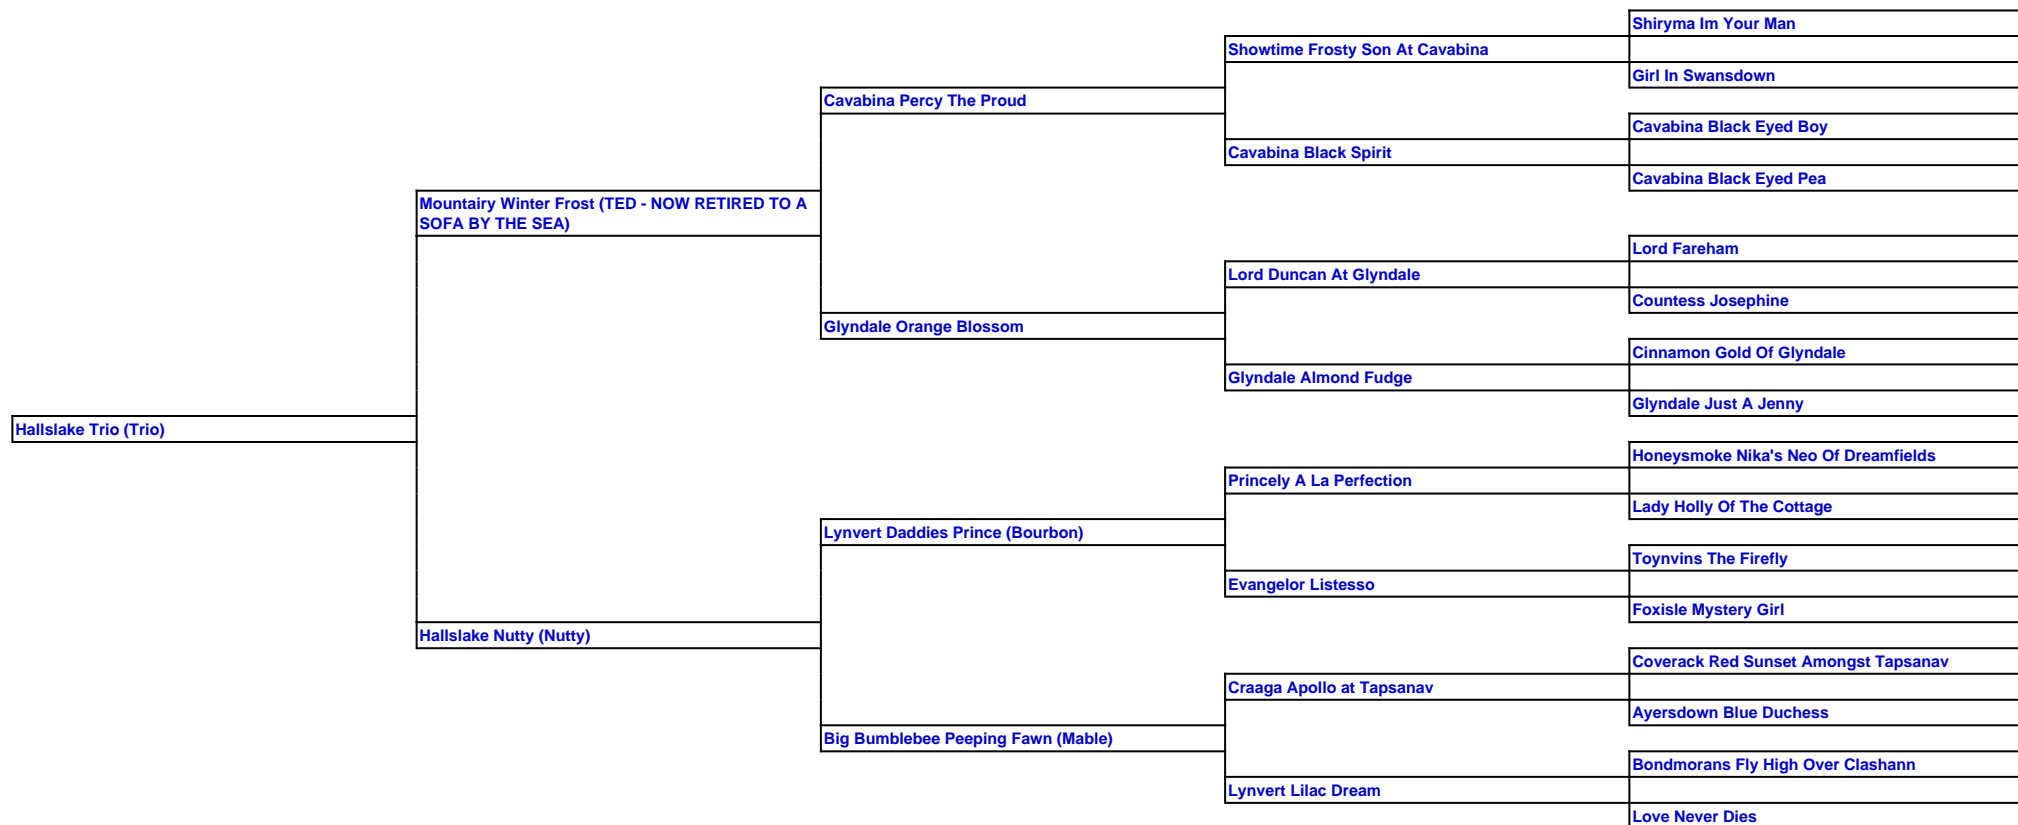 Shiryma Im Your Man
Showtime Frosty Son At Cavabina
Girl In Swansdown
Cavabina Percy The Proud
Cavabina Black Eyed Boy
Cavabina Black Spirit
Cavabina Black Eyed Pea
Mountairy Winter Frost (TED - NOW RETIRED TO A
SOFA BY THE SEA)
Lord Fareham
Lord Duncan At Glyndale
Countess Josephine
Glyndale Orange Blossom
Cinnamon Gold Of Glyndale
Glyndale Almond Fudge
Glyndale Just A Jenny
Hallslake Trio (Trio)
Honeysmoke Nika's Neo Of Dreamfields
Princely A La Perfection
Lady Holly Of The Cottage
Lynvert Daddies Prince (Bourbon)
Toynvins The Firefly
Evangelor Listesso
Foxisle Mystery Girl
Hallslake Nutty (Nutty)
Coverack Red Sunset Amongst Tapsanav
Craaga Apollo at Tapsanav
Ayersdown Blue Duchess
Big Bumblebee Peeping Fawn (Mable)
Bondmorans Fly High Over Clashann
Lynvert Lilac Dream
Love Never Dies